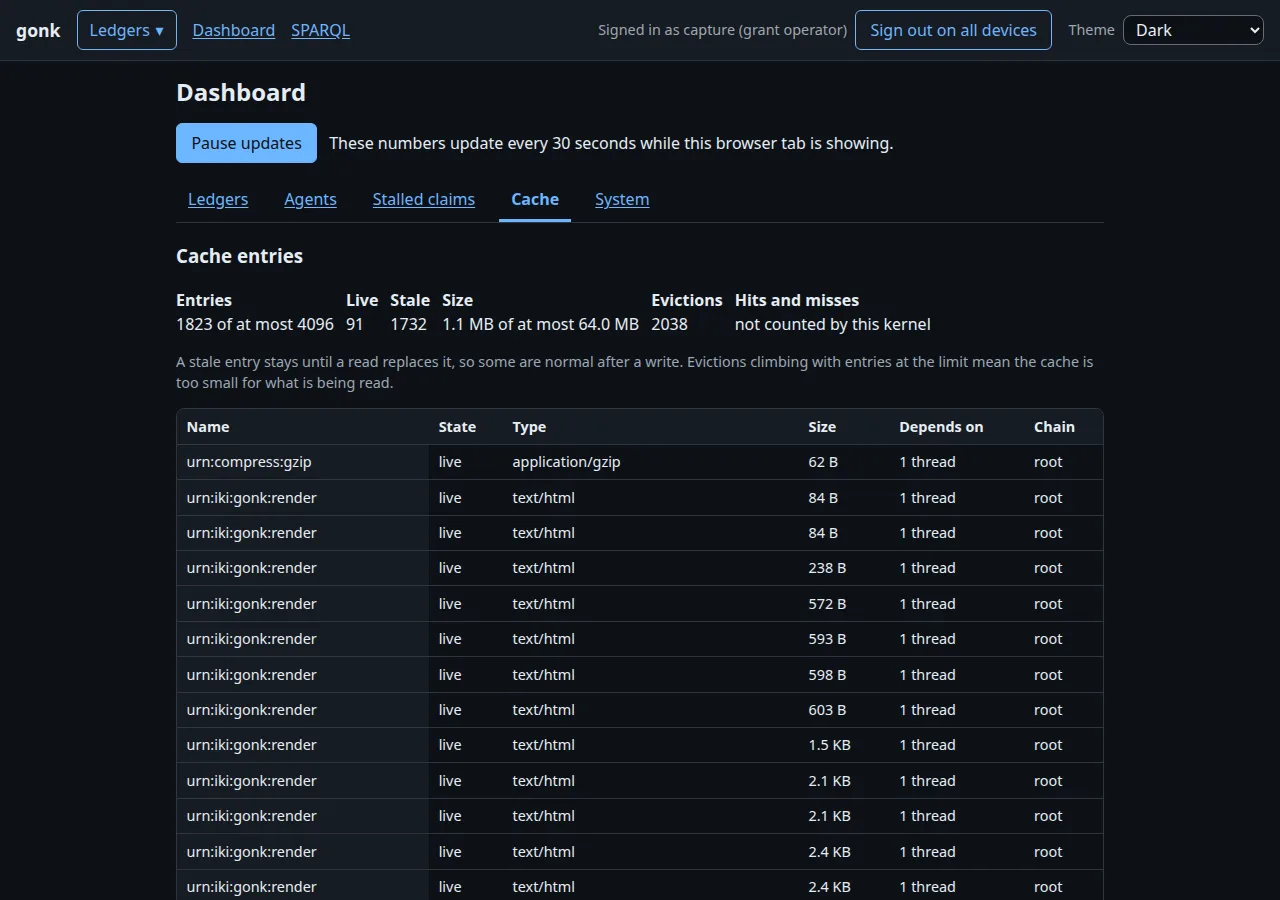 gonk Ledgers ▾ Dashboard SPARQL Signed in as capture (grant operator) Sign out on all devices Theme Dark
Dashboard
Pause updates These numbers update every 30 seconds while this browser tab is showing.
Ledgers Agents Stalled claims Cache System
Cache entries
Entries Live Stale Size Evictions Hits and misses
1823 of at most 4096 91 1732 1.1 MB of at most 64.0 MB 2038 not counted by this kernel
A stale entry stays until a read replaces it, so some are normal after a write. Evictions climbing with entries at the limit mean the cache is
too small for what is being read.
Name State Type Size Depends on Chain
urn:compress:gzip live application/gzip 62 B 1 thread root
urn:iki:gonk:render live text/html 84 B 1 thread root
urn:iki:gonk:render live text/html 84 B 1 thread root
urn:iki:gonk:render live text/html 238 B 1 thread root
urn:iki:gonk:render live text/html 572 B 1 thread root
urn:iki:gonk:render live text/html 593 B 1 thread root
urn:iki:gonk:render live text/html 598 B 1 thread root
urn:iki:gonk:render live text/html 603 B 1 thread root
urn:iki:gonk:render live text/html 1.5 KB 1 thread root
urn:iki:gonk:render live text/html 2.1 KB 1 thread root
urn:iki:gonk:render live text/html 2.1 KB 1 thread root
urn:iki:gonk:render live text/html 2.4 KB 1 thread root
urn:iki:gonk:render live text/html 2.4 KB 1 thread root